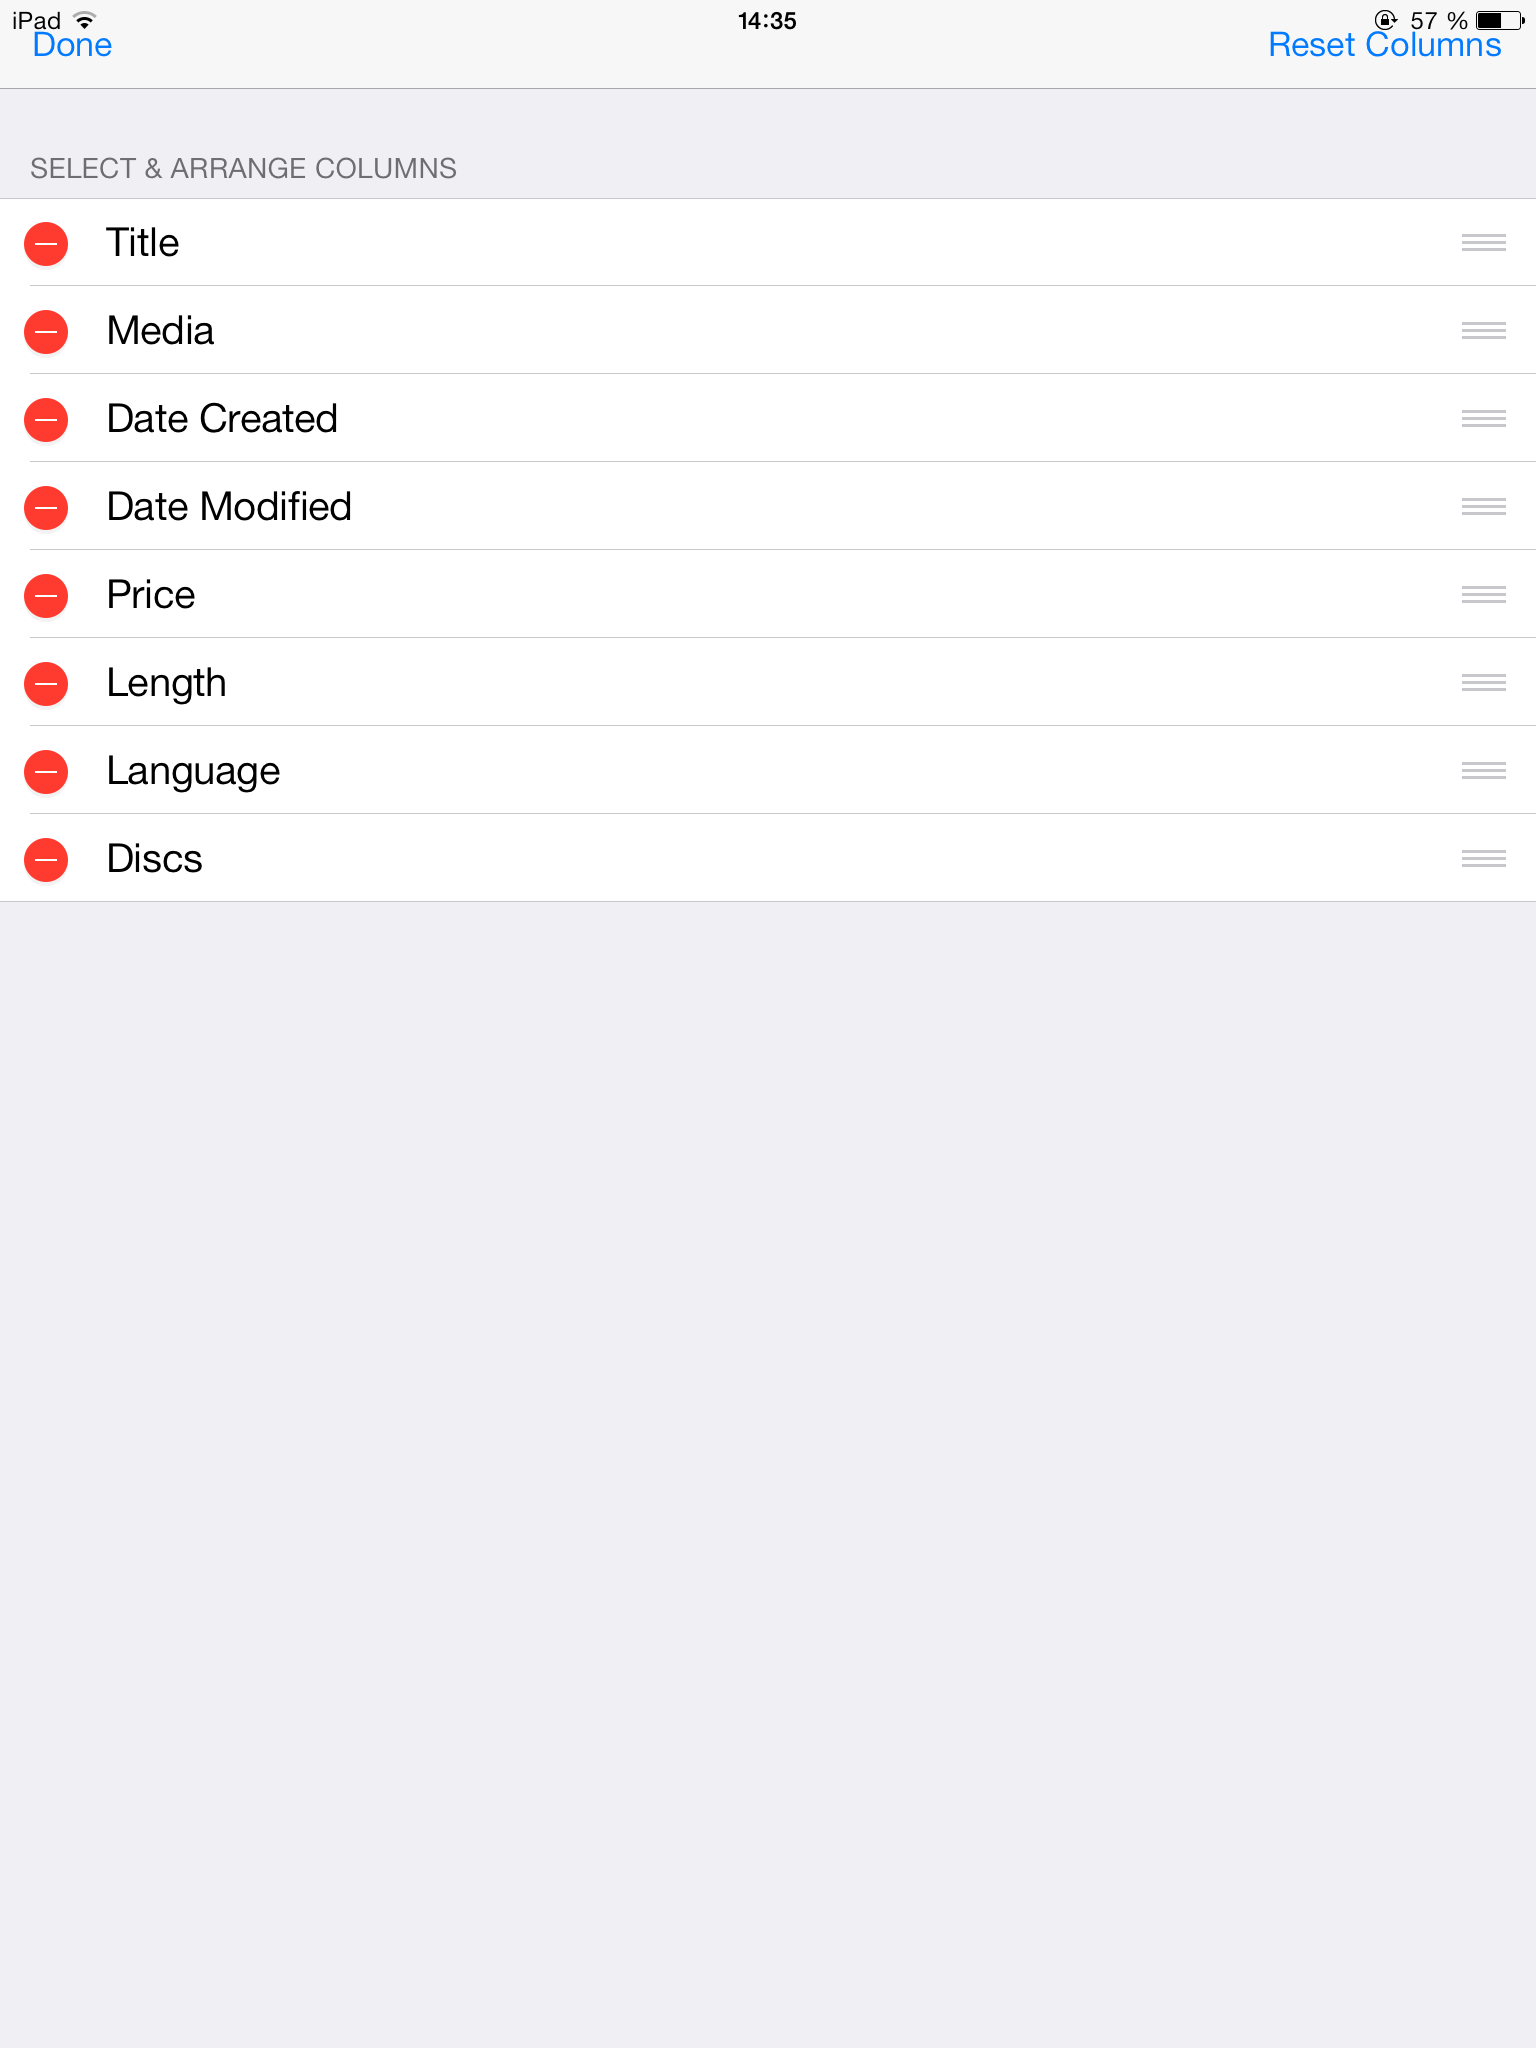 iPad 14:35 57 %
Done Reset Columns
SELECT & ARRANGE COLUMNS
Title
Media
Date Created
Date Modified
Price
Length
Language
Discs